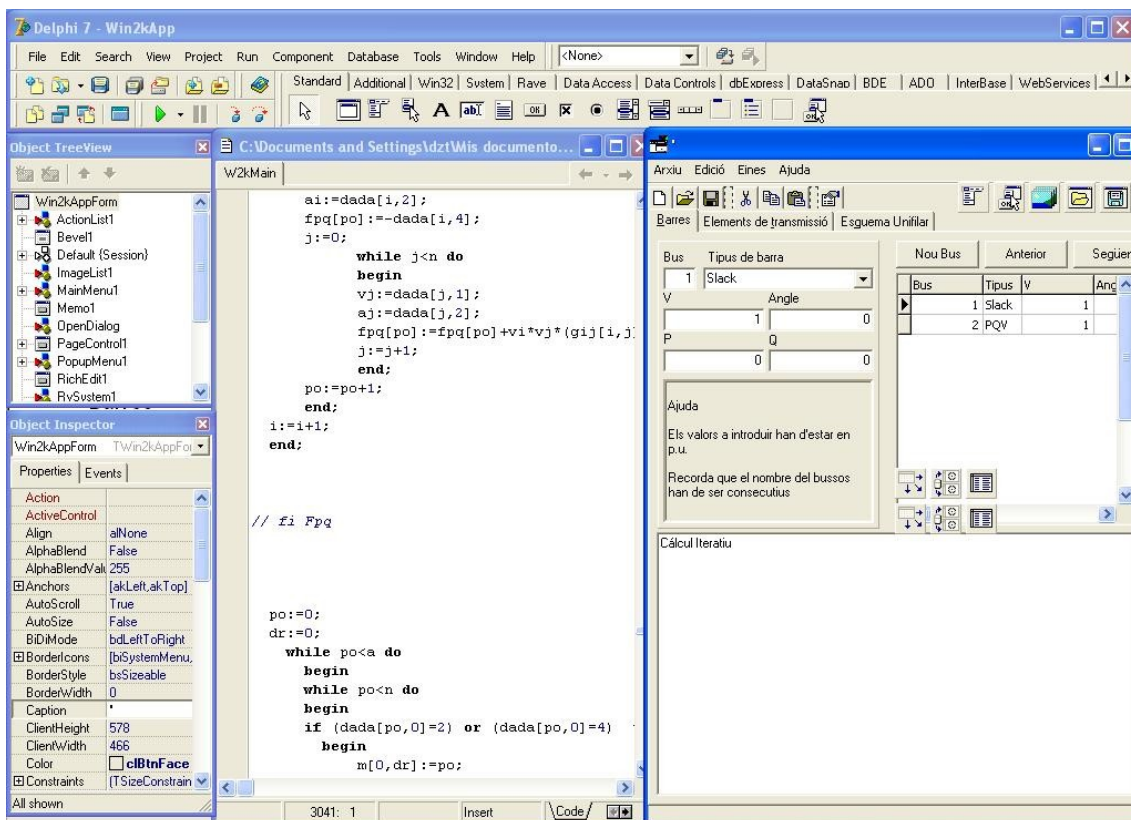 Delphi 7 - Win2kApp
File Edit Search View Project Run Component Database Tools Window Help <None>
Standard Additional Win32 System Rave Data Access Data Controls dbExpress DataSnap BDE ADO InterBase WebServices
Object TreeView
Win2kAppForm
ActionList1
Bevel1
Default {Session}
ImageList1
MainMenu1
Memo1
OpenDialog
PageControl1
PopupMenu1
RichEdit1
RvSystem1
Object Inspector
Win2kAppForm TWin2kAppFor
Properties Events
Action
ActiveControl
Align alNone
AlphaBlend False
AlphaBlendValu 255
Anchors [akLeft,akTop]
AutoScroll True
AutoSize False
BiDiMode bdLeftToRight
BorderIcons [biSystemMenu,
BorderStyle bsSizeable
BorderWidth 0
Caption '
ClientHeight 578
ClientWidth 466
Color clBtnFace
Constraints (TSizeConstrain
All shown
C:\Documents and Settings\dzt\Mis documento...
W2kMain
ai:=dada[i,2];
fpq[po]:=-dada[i,4];
j:=0;
while j<n do
begin
vj:=dada[j,1];
aj:=dada[j,2];
fpq[po]:=fpq[po]+vi*vj*(gij[i,j]
j:=j+1;
end;
po:=po+1;
end;
i:=i+1;
end;
// fi Fpq
po:=0;
dr:=0;
while po<a do
begin
while po<n do
begin
if (dada[po,0]=2) or (dada[po,0]=4)
begin
m[0,dr]:=po;
3041: 1 Insert \Code/
'
Arxiu Edició Eines Ajuda
Barres Elements de transmissió Esguema Unifilar
Bus Tipus de barra
1 Slack
V Angle
1 0
P Q
0 0
Ajuda
Els valors a introduir han d'estar en
p.u.
Recorda que el nombre del bussos
han de ser consecutius
Nou Bus Anterior Següen
Bus Tipus V Ang
1 Slack 1
2 PQV 1
Cálcul Iteratiu